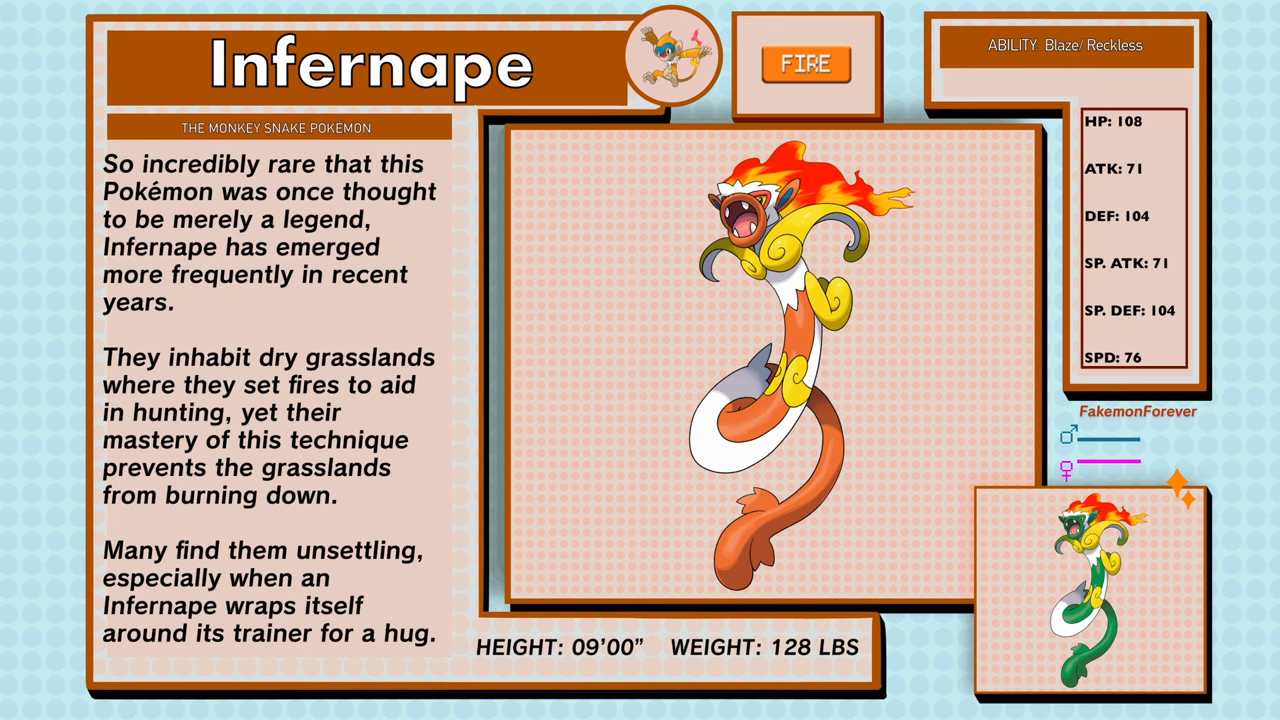 Infernape
FIRE
ABILITY: Blaze/ Reckless
THE MONKEY SNAKE POKÉMON
So incredibly rare that this
Pokémon was once thought
to be merely a legend,
Infernape has emerged
more frequently in recent
years.
They inhabit dry grasslands
where they set fires to aid
in hunting, yet their
mastery of this technique
prevents the grasslands
from burning down.
Many find them unsettling,
especially when an
Infernape wraps itself
around its trainer for a hug.
HP: 108
ATK: 71
DEF: 104
SP. ATK: 71
SP. DEF: 104
SPD: 76
FakemonForever
♂
♀
HEIGHT: 09’00” WEIGHT: 128 LBS